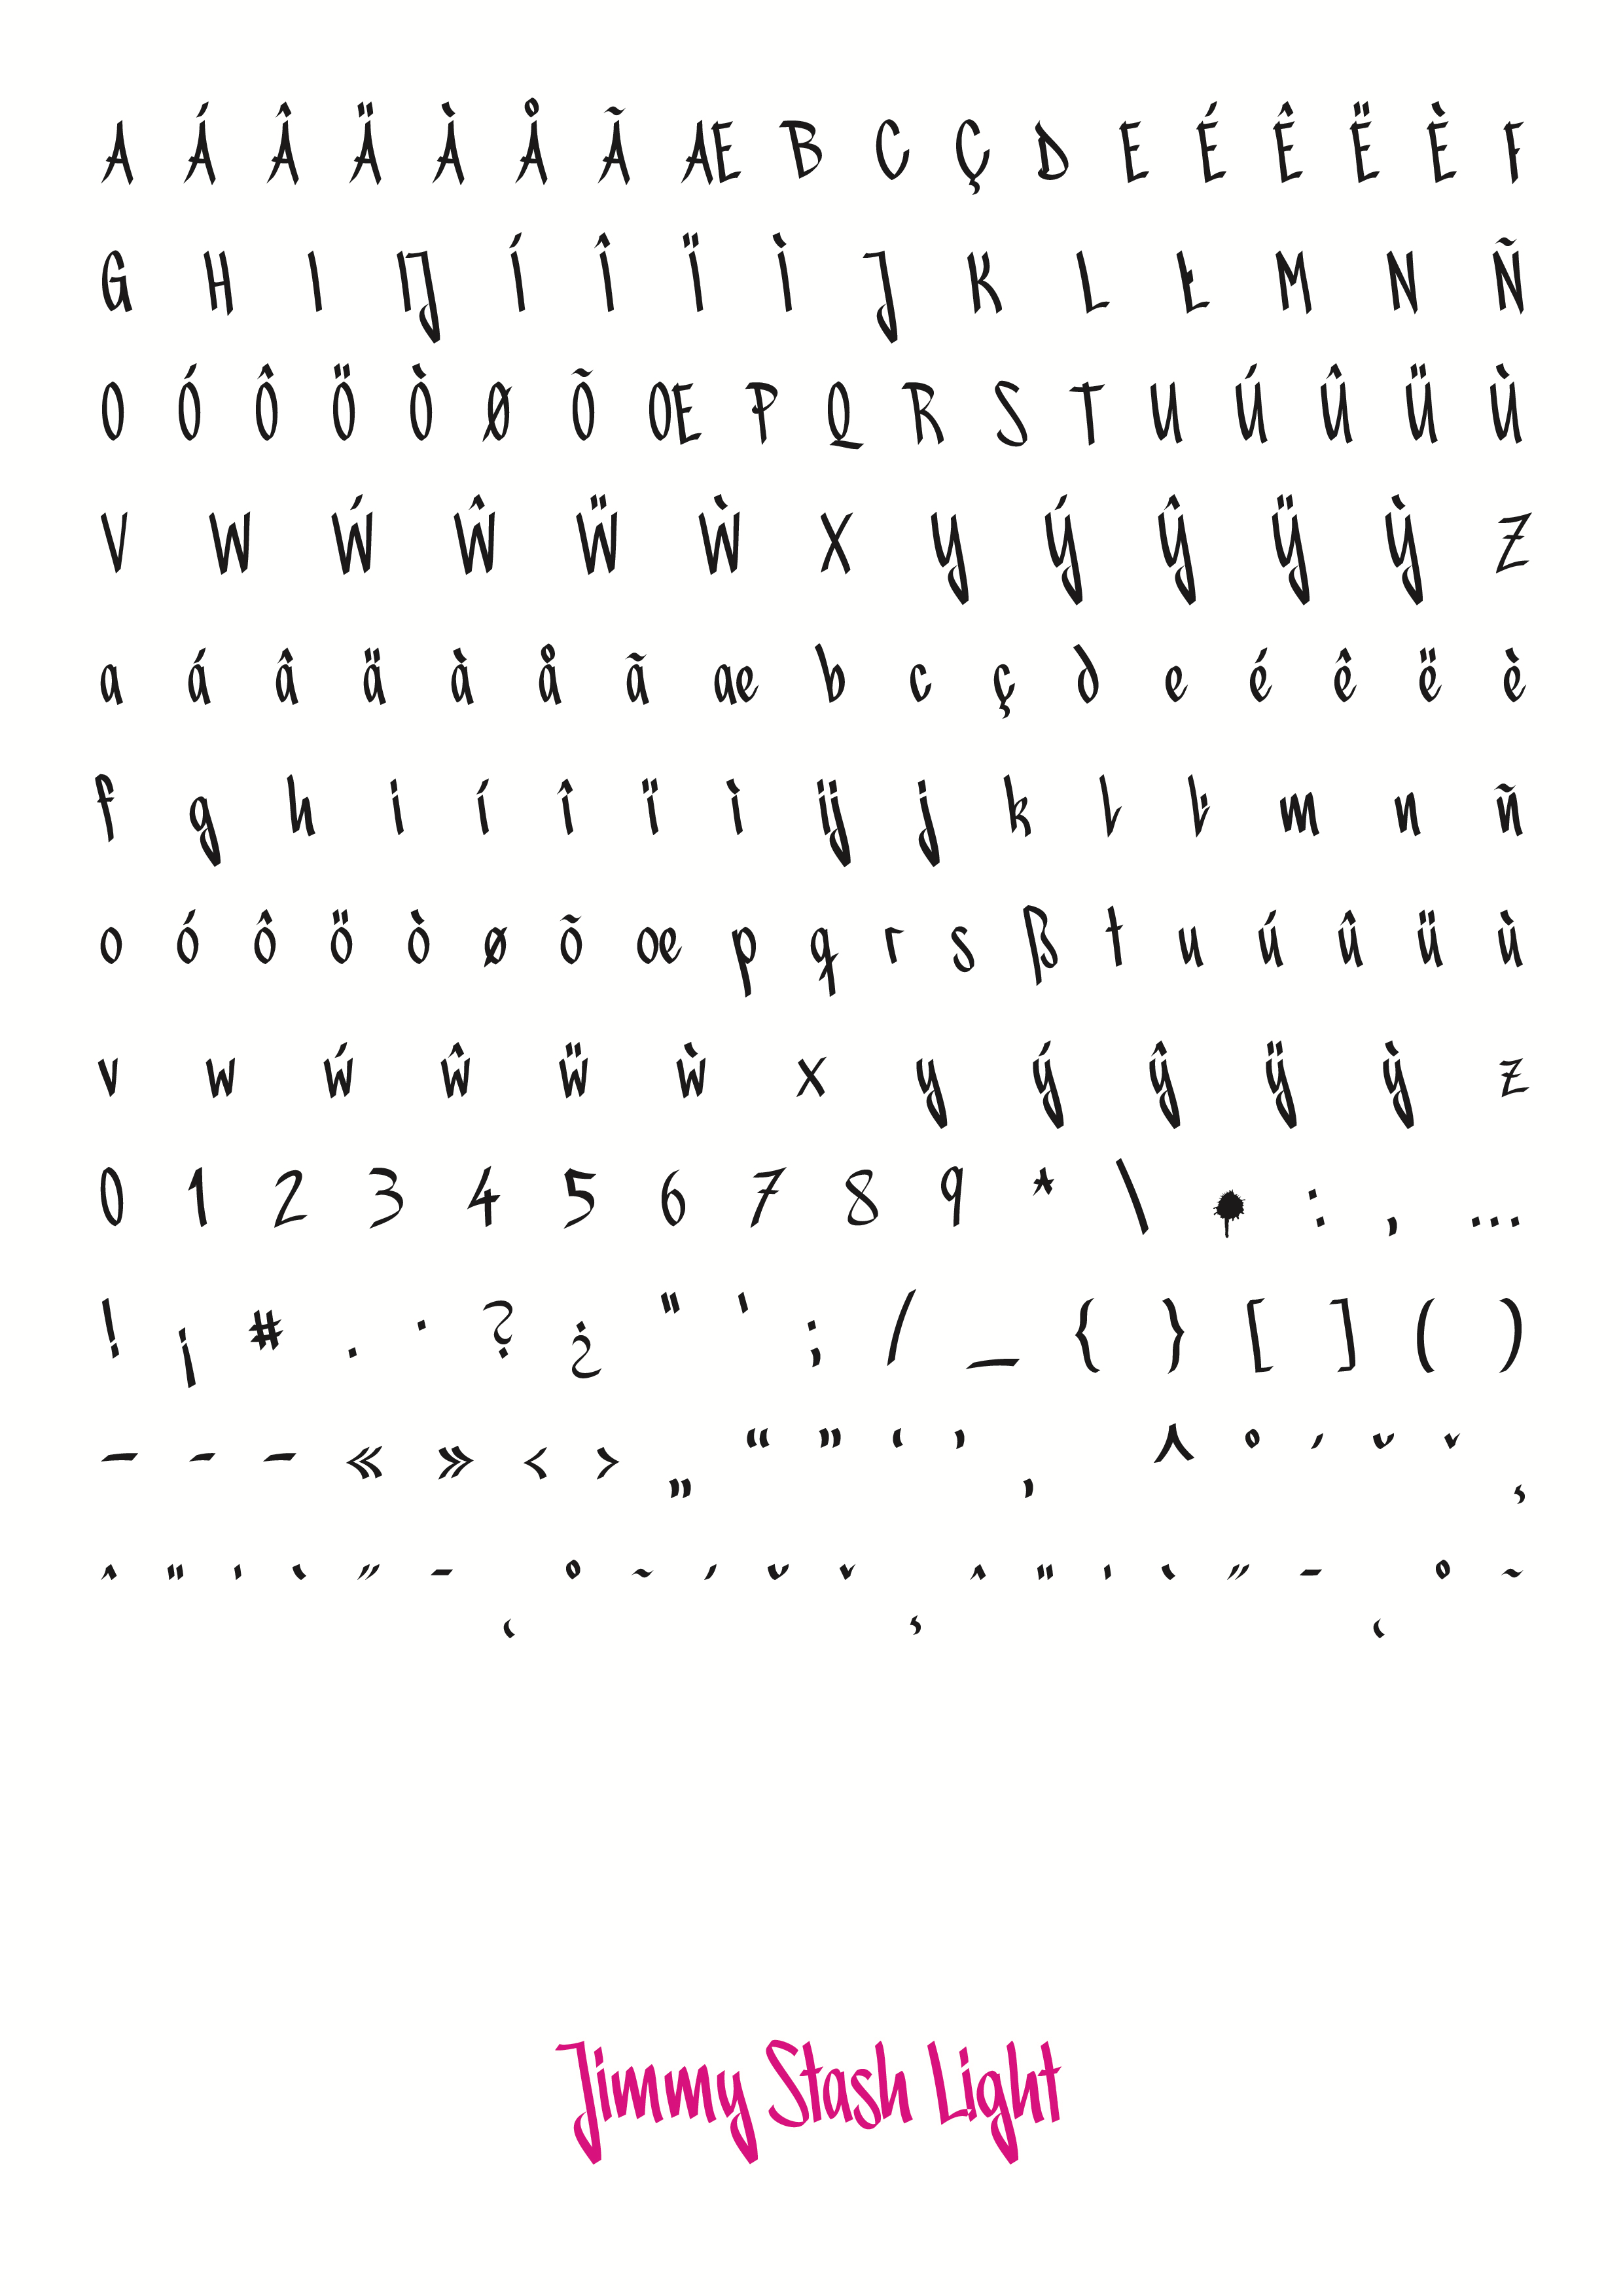 A Á Â Ä À Å Ã Æ B C Ç D E É Ê Ë È F
G H I IJ Í Î Ï Ì J K L Ł M N Ñ
O Ó Ô Ö Ò Ø Õ Œ P Q R S T U Ú Û Ü Ù
V W Ẃ Ŵ Ẅ Ẁ X Y Ý Ŷ Ÿ Ỳ Z
a á â ä à å ã æ b c ç d e é ê ë è
f g h i í î ï ì ij j k l ł m n ñ
o ó ô ö ò ø õ œ p q r s ß t u ú û ü ù
v w ẃ ŵ ẅ ẁ x y ý ŷ ÿ ỳ z
0 1 2 3 4 5 6 7 8 9 * \ • : , …
! ¡ # . · ? ¿ " ' ; / _ { } [ ] ( )
— – - « » ‹ › „ “ ” ‘ ’ ‚ ^ ° ´ ˘ ˇ ¸
ˆ ¨ ˙ ` ˝ ¯ ˛ ˚ ˜ ´ ˘ ˇ ¸ ˆ ¨ ˙ ` ˝ ¯ ˛ ˚ ˜
Jimmy Stash Light